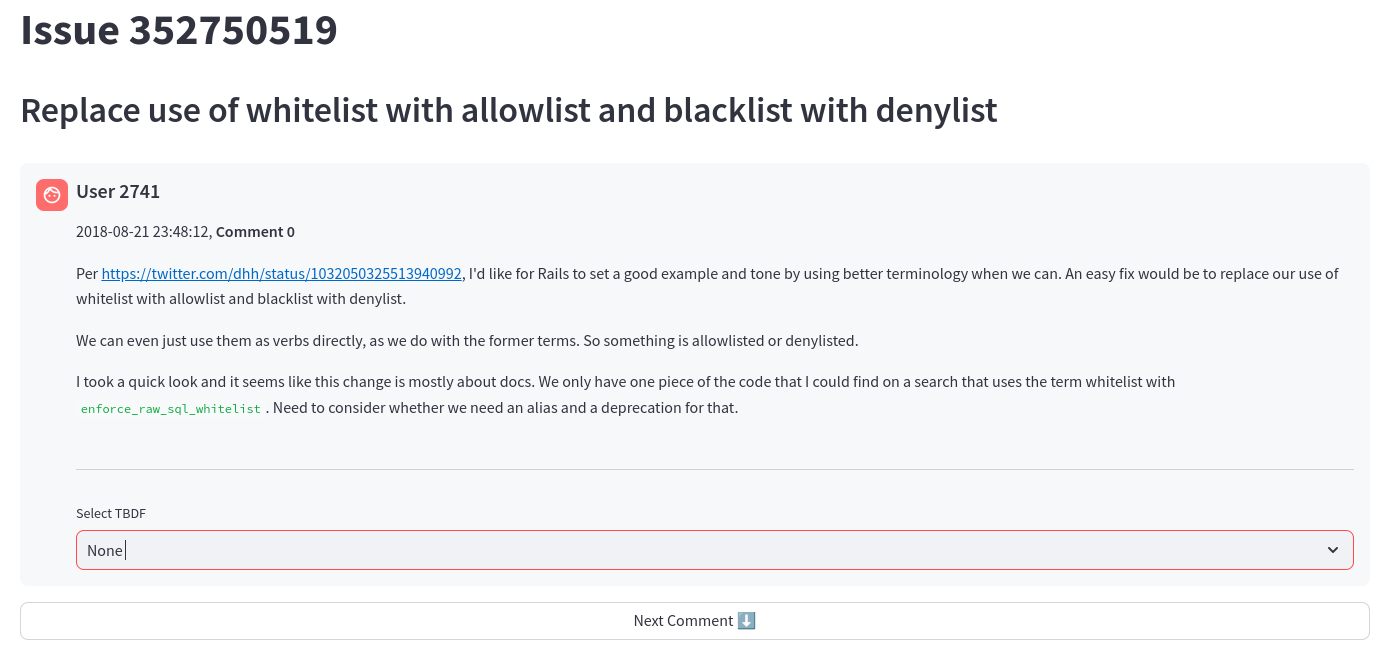 Issue 352750519
Replace use of whitelist with allowlist and blacklist with denylist
User 2741
2018-08-21 23:48:12, Comment 0
Per https://twitter.com/dhh/status/1032050325513940992, I'd like for Rails to set a good example and tone by using better terminology when we can. An easy fix would be to replace our use of
whitelist with allowlist and blacklist with denylist.
We can even just use them as verbs directly, as we do with the former terms. So something is allowlisted or denylisted.
I took a quick look and it seems like this change is mostly about docs. We only have one piece of the code that I could find on a search that uses the term whitelist with
enforce_raw_sql_whitelist . Need to consider whether we need an alias and a deprecation for that.
Select TBDF
None
Next Comment ⬇️